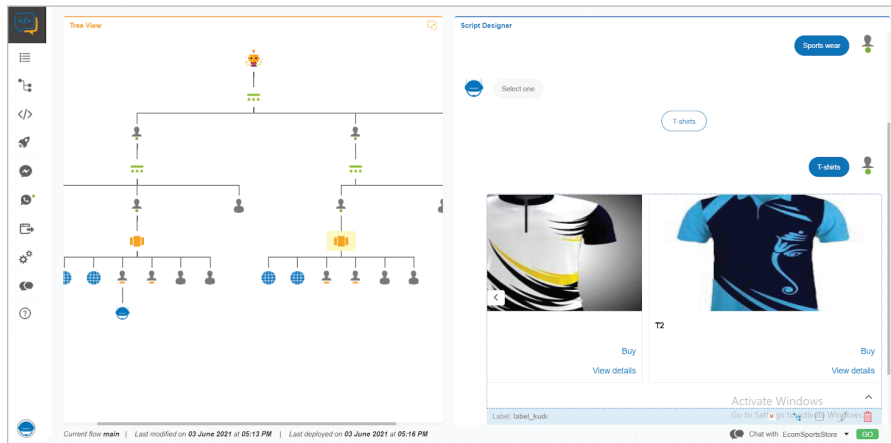 Tree View
Script Designer
Sports wear
Select one
T-shirts
T-shirts
T2
Buy
View details
Buy
View details
Activate Windows
Label: label_kudi
Current flow main | Last modified on 03 June 2021 at 05:13 PM | Last deployed on 03 June 2021 at 05:16 PM
Chat with EcomSportsStore
GO